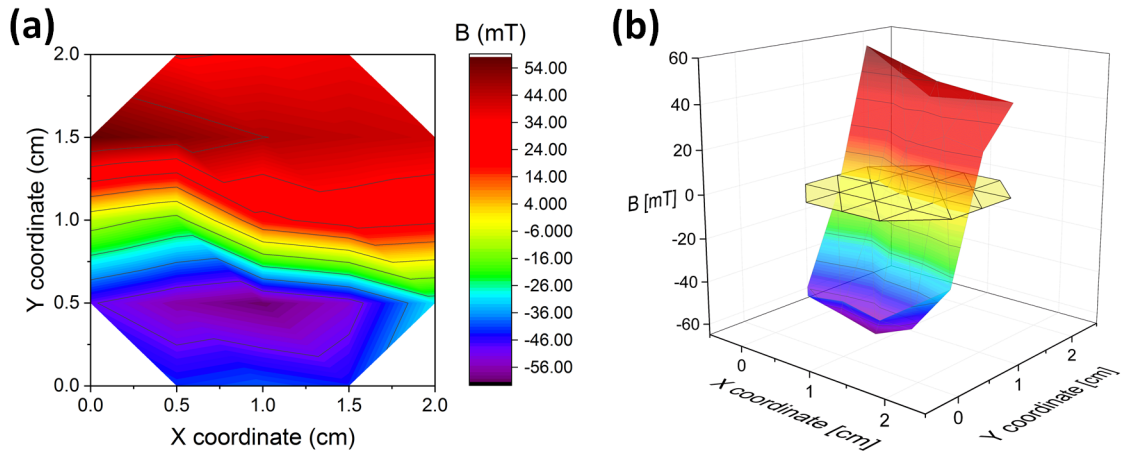 (a)
B (mT)
2.0
1.5
1.0
0.5
0.0
Y coordinate (cm)
0.0 0.5 1.0 1.5 2.0
X coordinate (cm)
54.00
44.00
34.00
24.00
14.00
4.000
-6.000
-16.00
-26.00
-36.00
-46.00
-56.00
(b)
60
40
20
0
-20
-40
-60
B [mT]
0 1 2
X coordinate [cm]
0 1 2
Y coordinate [cm]